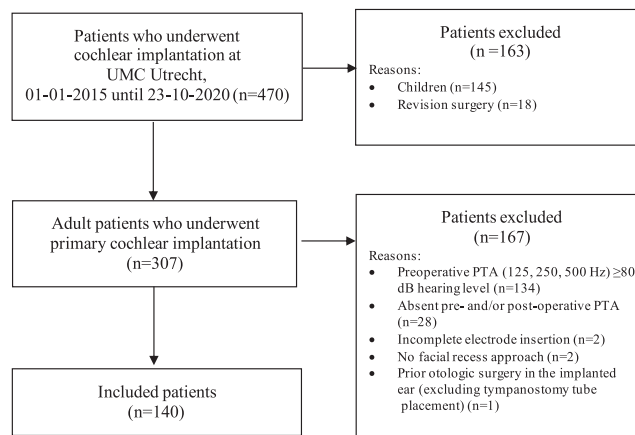 Patients who underwent
cochlear implantation at
UMC Utrecht,
01-01-2015 until 23-10-2020 (n=470)
Patients excluded
(n =163)
Reasons:
• Children (n=145)
• Revision surgery (n=18)
Adult patients who underwent
primary cochlear implantation
(n=307)
Patients excluded
(n=167)
Reasons:
• Preoperative PTA (125, 250, 500 Hz) ≥80
dB hearing level (n=134)
• Absent pre- and/or post-operative PTA
(n=28)
• Incomplete electrode insertion (n=2)
• No facial recess approach (n=2)
• Prior otologic surgery in the implanted
ear (excluding tympanostomy tube
placement) (n=1)
Included patients
(n=140)